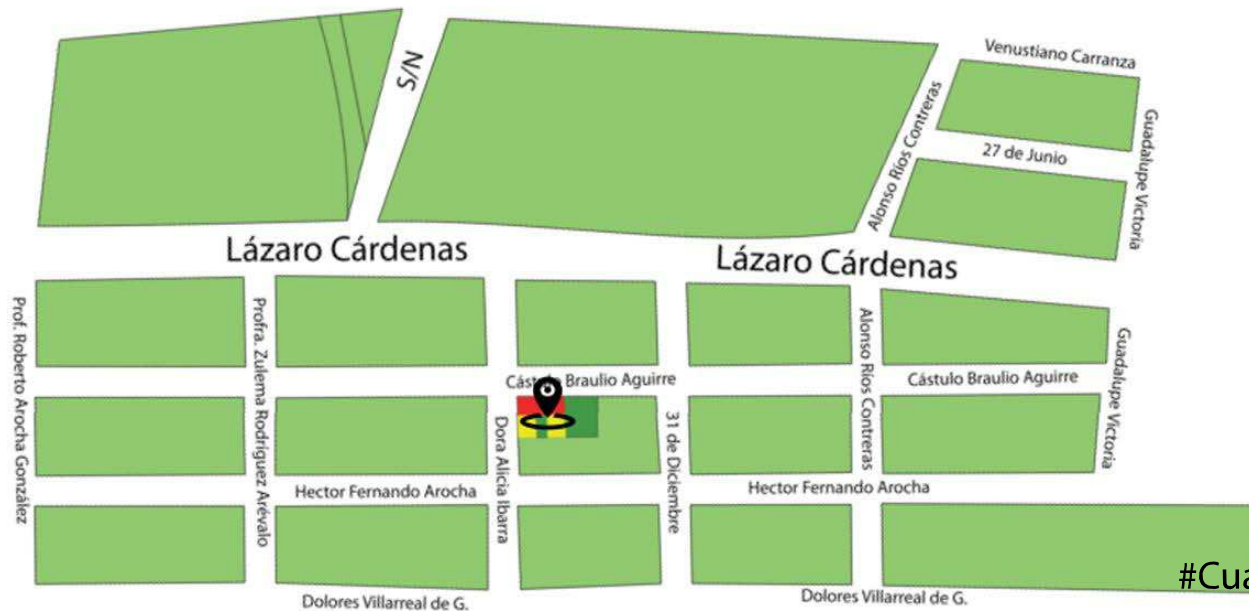 S/N
Venustiano Carranza
Guadalupe Victoria
27 de Junio
Alonso Ríos Contreras
Lázaro Cárdenas
Lázaro Cárdenas
Prof. Roberto Arocha González
Profra. Zulema Rodríguez Arévalo
Alonso Ríos Contreras
Guadalupe Victoria
Cástulo Braulio Aguirre
Cástulo Braulio Aguirre
Dora Alicia Ibarra
31 de Diciembre
Hector Fernando Arocha
Hector Fernando Arocha
#Cua
Dolores Villarreal de G.
Dolores Villarreal de G.